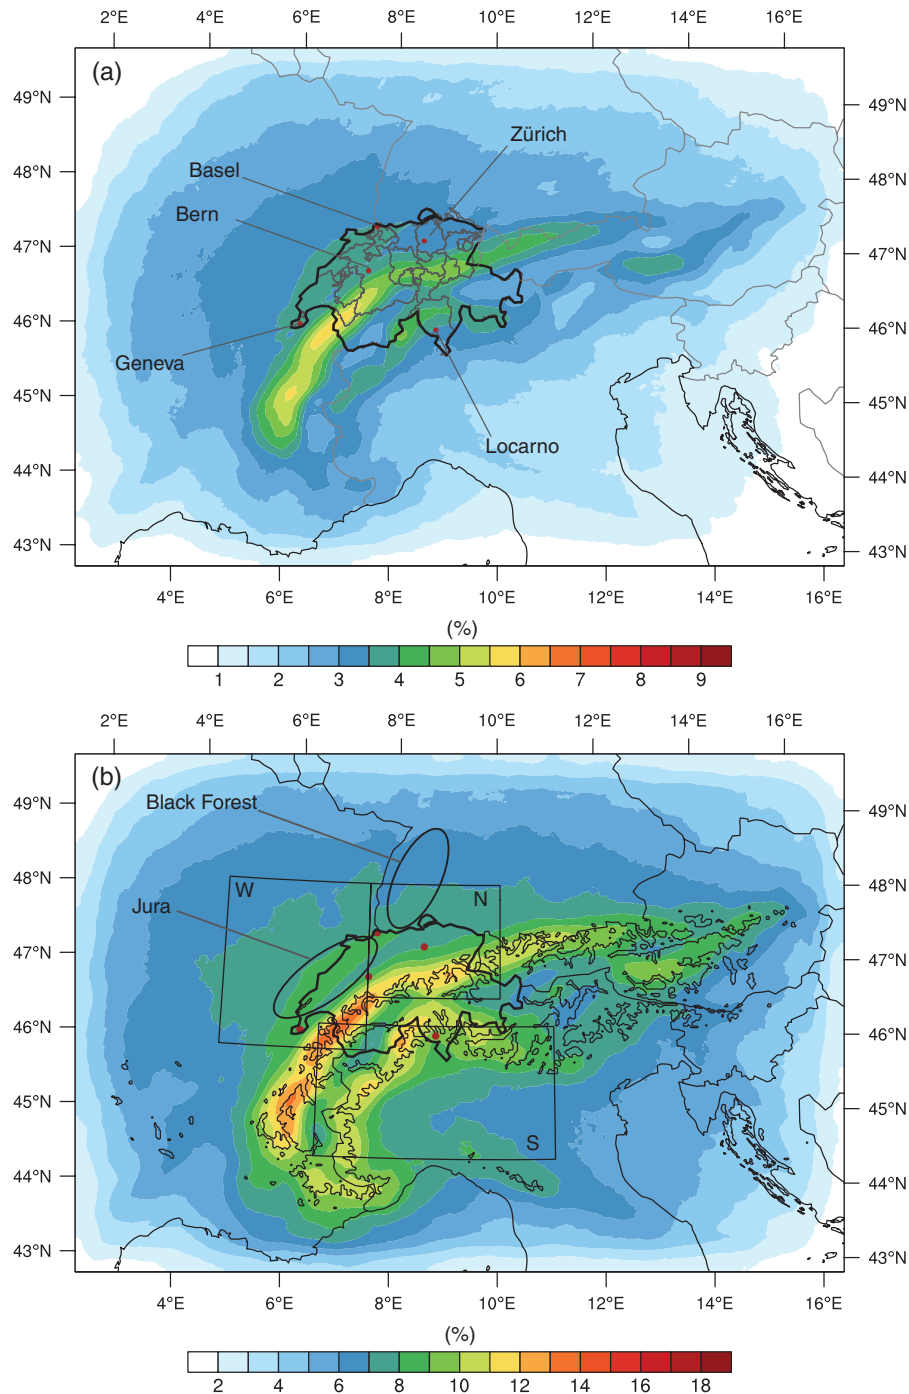 2°E 4°E 6°E 8°E 10°E 12°E 14°E 16°E
(a)
49°N 49°N
Zürich
48°N 48°N
Basel
Bern
47°N 47°N
46°N 46°N
Geneva
45°N 45°N
Locarno
44°N 44°N
43°N 43°N
4°E 6°E 8°E 10°E 12°E 14°E 16°E
(%)
1 2 3 4 5 6 7 8 9
2°E 4°E 6°E 8°E 10°E 12°E 14°E 16°E
(b)
Black Forest
49°N 49°N
48°N 48°N
W N
Jura
47°N 47°N
46°N 46°N
45°N 45°N
S
44°N 44°N
43°N 43°N
4°E 6°E 8°E 10°E 12°E 14°E 16°E
(%)
2 4 6 8 10 12 14 16 18